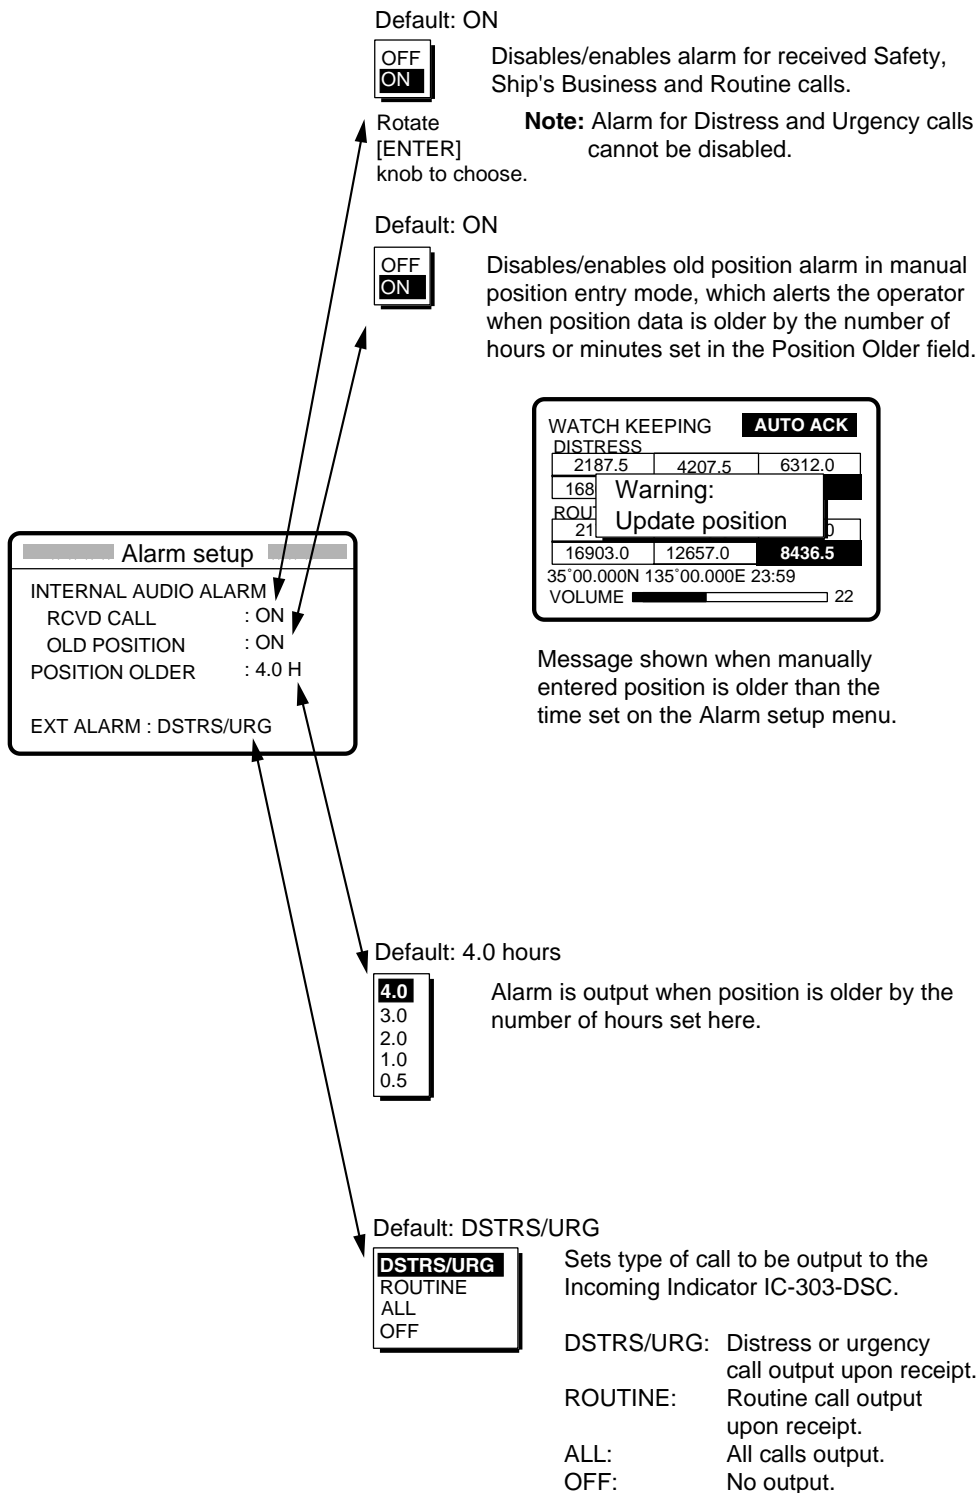 Default: ON
OFF
ON
Disables/enables alarm for received Safety,
Ship's Business and Routine calls.
Rotate
[ENTER]
knob to choose.
Note: Alarm for Distress and Urgency calls
cannot be disabled.
Default: ON
OFF
ON
Disables/enables old position alarm in manual
position entry mode, which alerts the operator
when position data is older by the number of
hours or minutes set in the Position Older field.
WATCH KEEPING AUTO ACK
DISTRESS
2187.5 4207.5 6312.0
168
Warning:
Update position
ROUT
21 0
16903.0 12657.0 8436.5
35°00.000N 135°00.000E 23:59
VOLUME 22
Message shown when manually
entered position is older than the
time set on the Alarm setup menu.
Alarm setup
INTERNAL AUDIO ALARM
RCVD CALL : ON
OLD POSITION : ON
POSITION OLDER : 4.0 H
EXT ALARM : DSTRS/URG
Default: 4.0 hours
4.0
3.0
2.0
1.0
0.5
Alarm is output when position is older by the
number of hours set here.
Default: DSTRS/URG
DSTRS/URG
ROUTINE
ALL
OFF
Sets type of call to be output to the
Incoming Indicator IC-303-DSC.
DSTRS/URG: Distress or urgency
call output upon receipt.
ROUTINE: Routine call output
upon receipt.
ALL: All calls output.
OFF: No output.